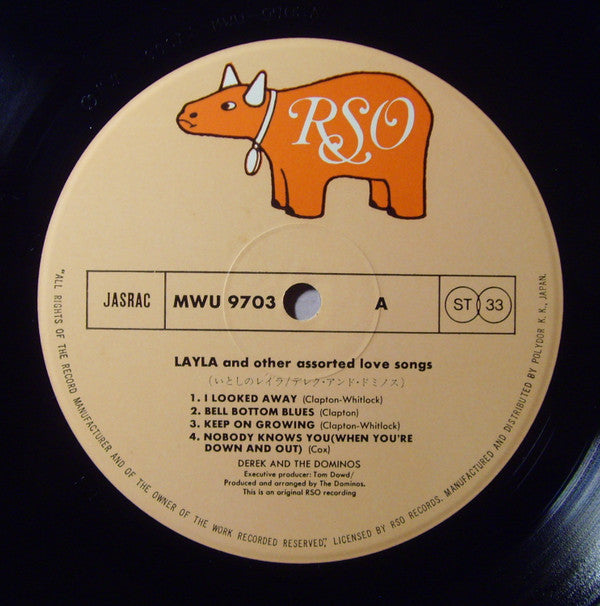 RSO
JASRAC
MWU 9703
A
ST 33
LAYLA and other assorted love songs
(いとしのレイラ/デレク・アンド・ドミノス)
1. I LOOKED AWAY (Clapton-Whitlock)
2. BELL BOTTOM BLUES (Clapton)
3. KEEP ON GROWING (Clapton-Whitlock)
4. NOBODY KNOWS YOU(WHEN YOU'RE
DOWN AND OUT) (Cox)
DEREK AND THE DOMINOS
Executive producer: Tom Dowd/
Produced and arranged by The Dominos.
This is an original RSO recording
"ALL RIGHTS OF THE RECORD MANUFACTURER AND OF THE OWNER OF THE WORK RECORDED RESERVED", LICENSED BY RSO RECORDS. MANUFACTURED AND DISTRIBUTED BY POLYDOR K. K., JAPAN.